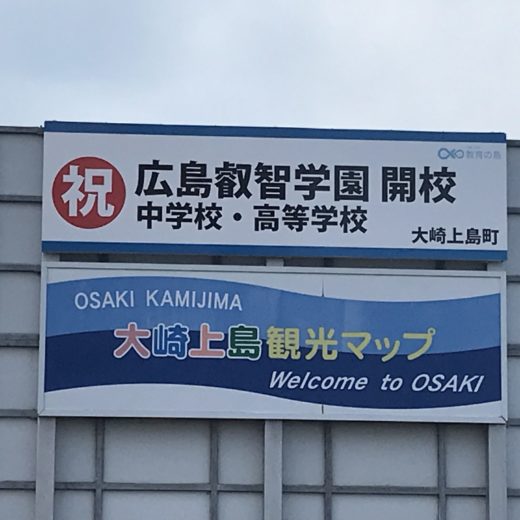 祝
広島叡智学園 開校
中学校・高等学校
教育の島
大崎上島町
OSAKI KAMIJIMA
大崎上島観光マップ
Welcome to OSAKI